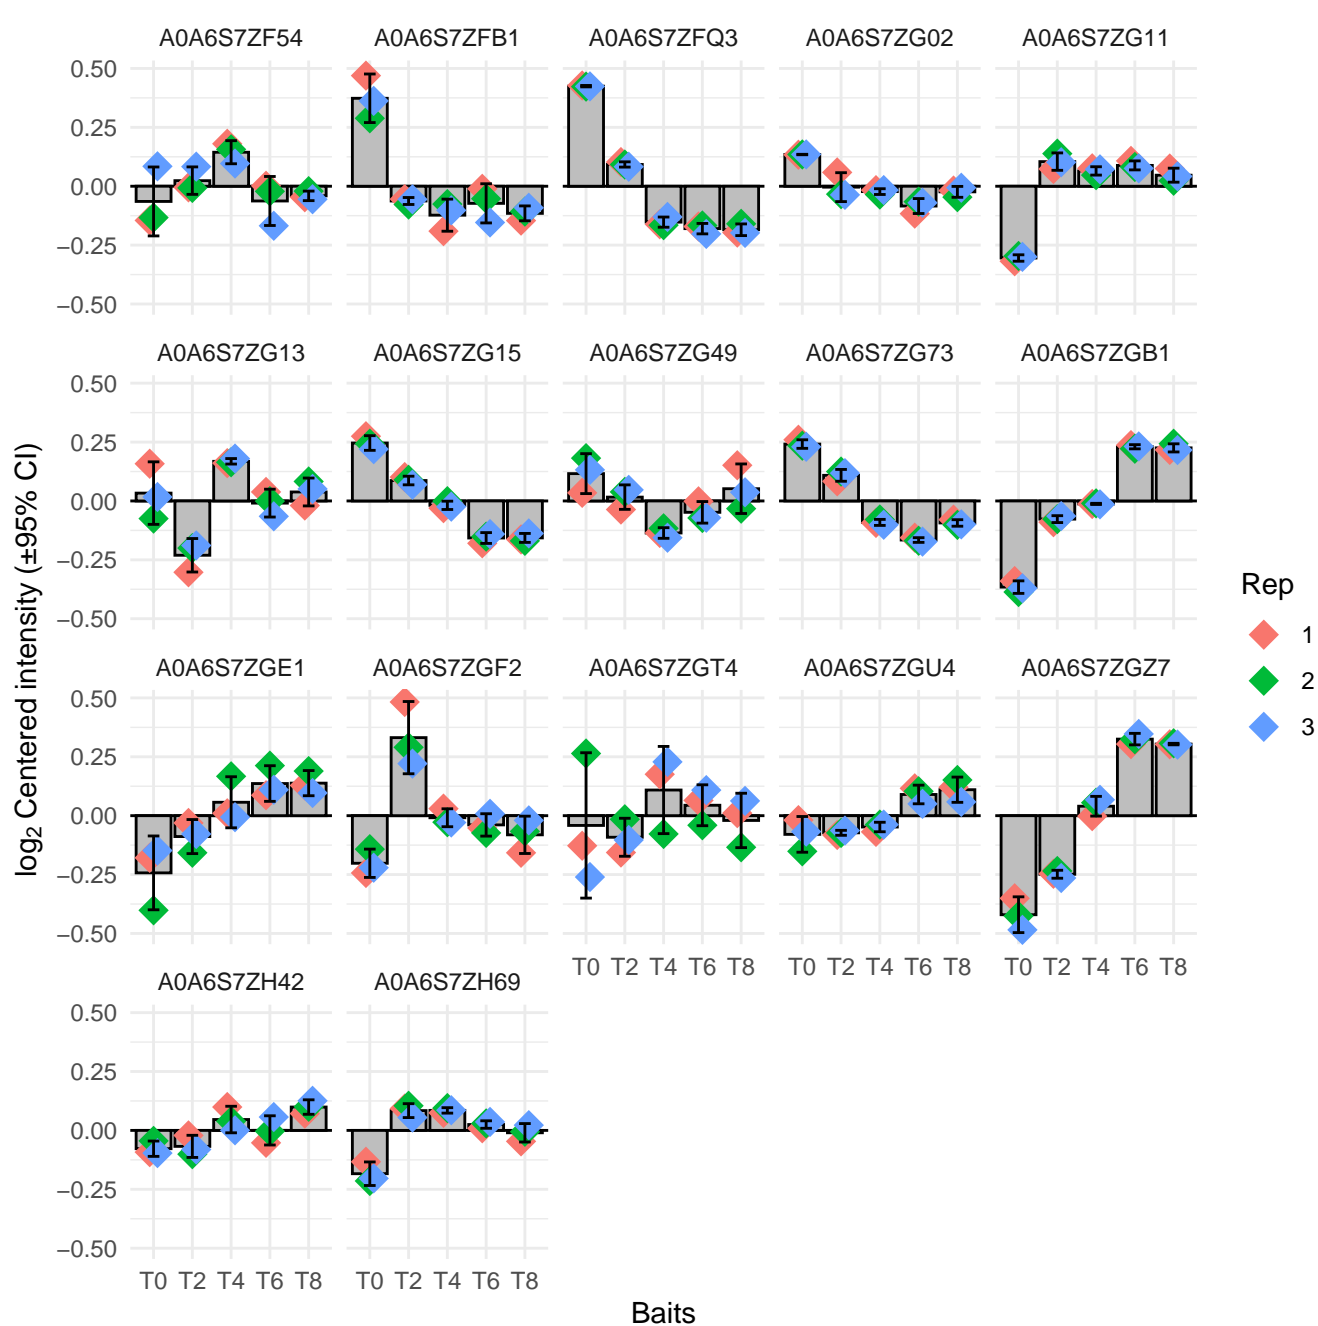 A0A6S7ZF54 A0A6S7ZFB1 A0A6S7ZFQ3 A0A6S7ZG02 A0A6S7ZG11
0.50
0.25
0.00
−0.25
−0.50
A0A6S7ZG13 A0A6S7ZG15 A0A6S7ZG49 A0A6S7ZG73 A0A6S7ZGB1
0.50
0.25
0.00
−0.25
−0.50
A0A6S7ZGE1 A0A6S7ZGF2 A0A6S7ZGT4 A0A6S7ZGU4 A0A6S7ZGZ7
0.50
0.25
0.00
−0.25
−0.50
T0 T2 T4 T6 T8 T0 T2 T4 T6 T8 T0 T2 T4 T6 T8
A0A6S7ZH42 A0A6S7ZH69
0.50
0.25
0.00
−0.25
−0.50
T0 T2 T4 T6 T8 T0 T2 T4 T6 T8
Baits
log₂ Centered intensity (±95% CI)
Rep
1
2
3